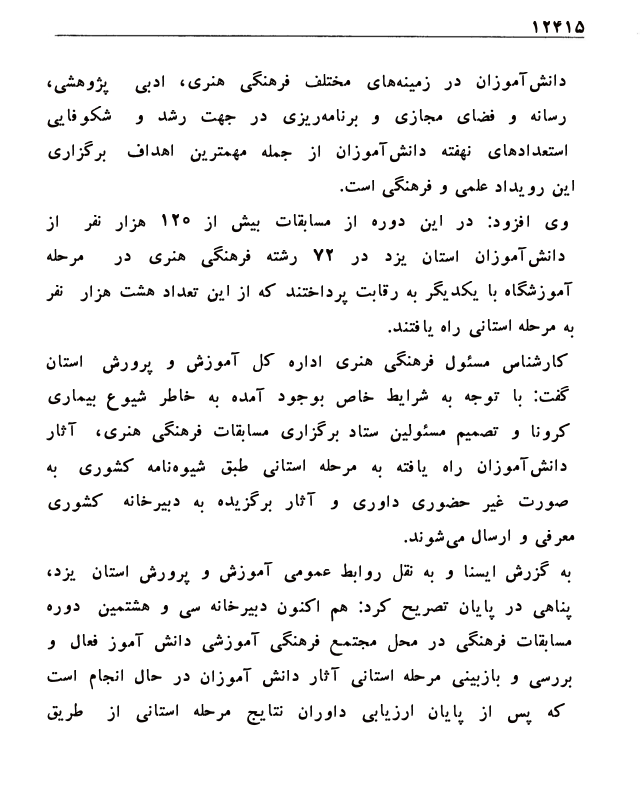 ۱۲۴۱۵
دانش‌آموزان در زمینه‌های مختلف فرهنگی هنری، ادبی پژوهشی،
رسانه و فضای مجازی و برنامه‌ریزی در جهت رشد و شکوفایی
استعدادهای نهفته دانش‌آموزان از جمله مهمترین اهداف برگزاری
این رویداد علمی و فرهنگی است.
وی افزود: در این دوره از مسابقات بیش از ۱۲۰ هزار نفر از
دانش‌آموزان استان یزد در ۷۲ رشته فرهنگی هنری در مرحله
آموزشگاه با یکدیگر به رقابت پرداختند که از این تعداد هشت هزار نفر
به مرحله استانی راه یافتند.
کارشناس مسئول فرهنگی هنری اداره کل آموزش و پرورش استان
گفت: با توجه به شرایط خاص بوجود آمده به خاطر شیوع بیماری
کرونا و تصمیم مسئولین ستاد برگزاری مسابقات فرهنگی هنری، آثار
دانش‌آموزان راه یافته به مرحله استانی طبق شیوه‌نامه کشوری به
صورت غیر حضوری داوری و آثار برگزیده به دبیرخانه کشوری
معرفی و ارسال می‌شوند.
به گزرش ایسنا و به نقل روابط عمومی آموزش و پرورش استان یزد،
پناهی در پایان تصریح کرد: هم اکنون دبیرخانه سی و هشتمین دوره
مسابقات فرهنگی در محل مجتمع فرهنگی آموزشی دانش آموز فعال و
بررسی و بازبینی مرحله استانی آثار دانش آموزان در حال انجام است
که پس از پایان ارزیابی داوران نتایج مرحله استانی از طریق